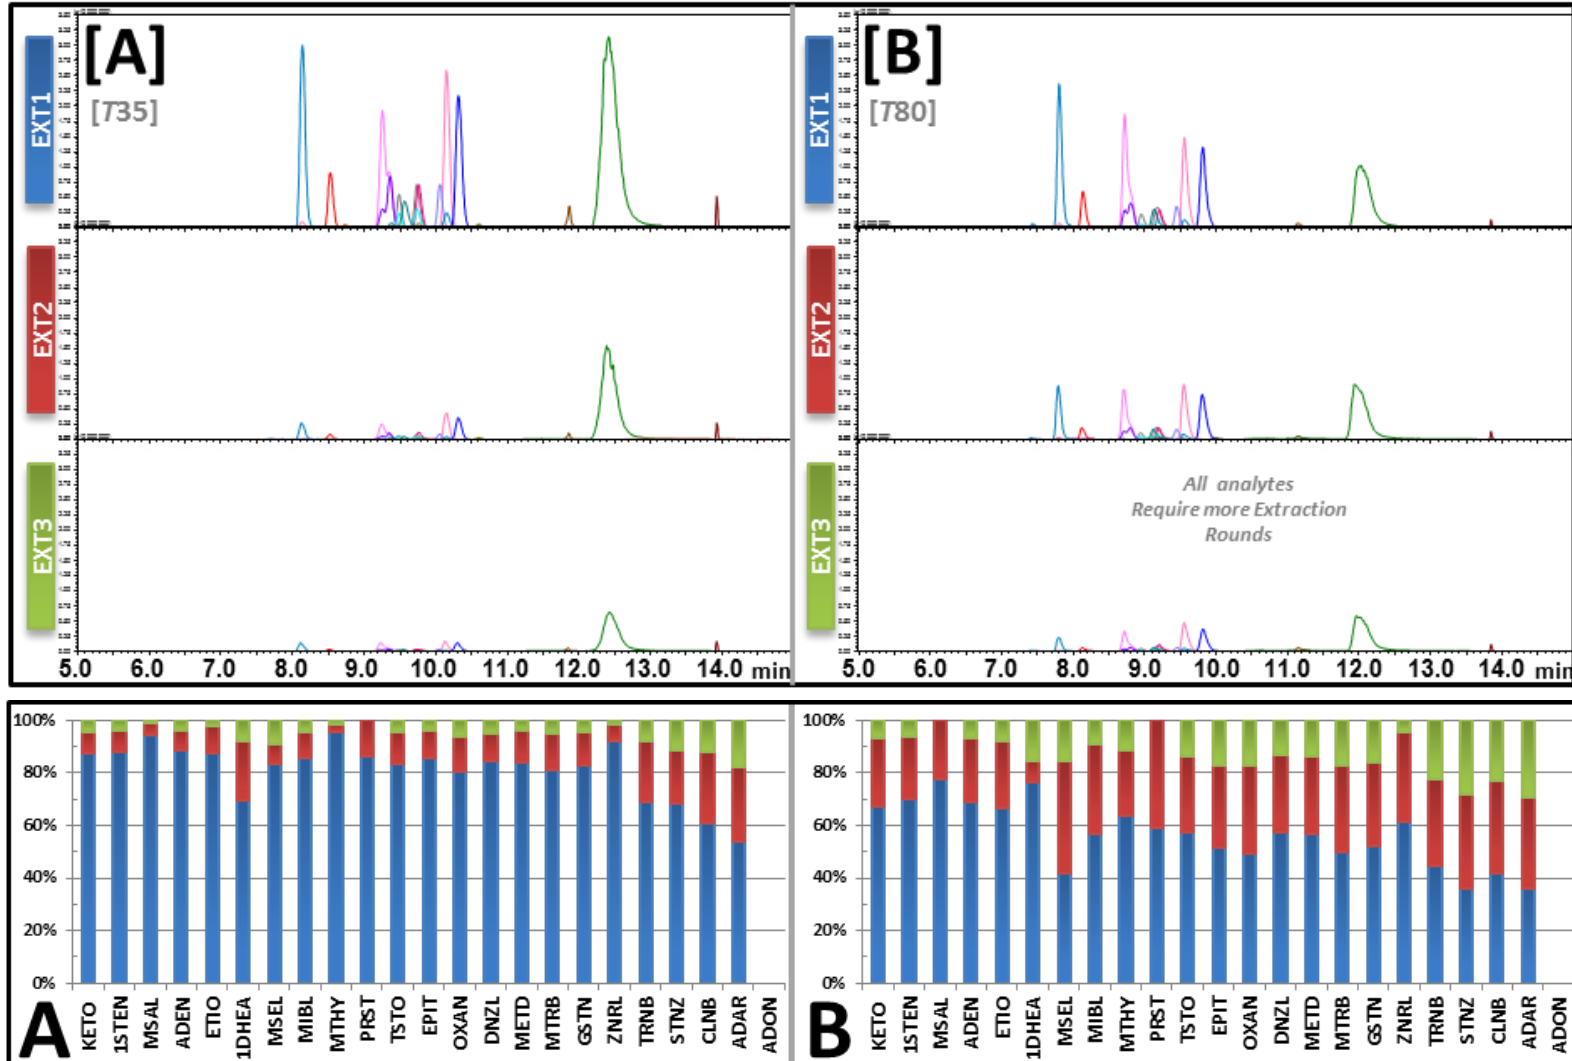 [A]
[T35]
EXT1
EXT2
EXT3
5.0 6.0 7.0 8.0 9.0 10.0 11.0 12.0 13.0 14.0 min
[B]
[T80]
EXT1
EXT2
EXT3
All analytes
Require more Extraction
Rounds
5.0 6.0 7.0 8.0 9.0 10.0 11.0 12.0 13.0 14.0 min
100%
80%
60%
40%
20%
0%
A
KETO 1STEN MSAL ADEN ETIO 1DHEA MSEL MIBL MTHY PRST TSTO EPIT OXAN DNZL METD MTRB GSTN ZNRL TRNB STNZ CLNB ADAR ADON
100%
80%
60%
40%
20%
0%
B
KETO 1STEN MSAL ADEN ETIO 1DHEA MSEL MIBL MTHY PRST TSTO EPIT OXAN DNZL METD MTRB GSTN ZNRL TRNB STNZ CLNB ADAR ADON